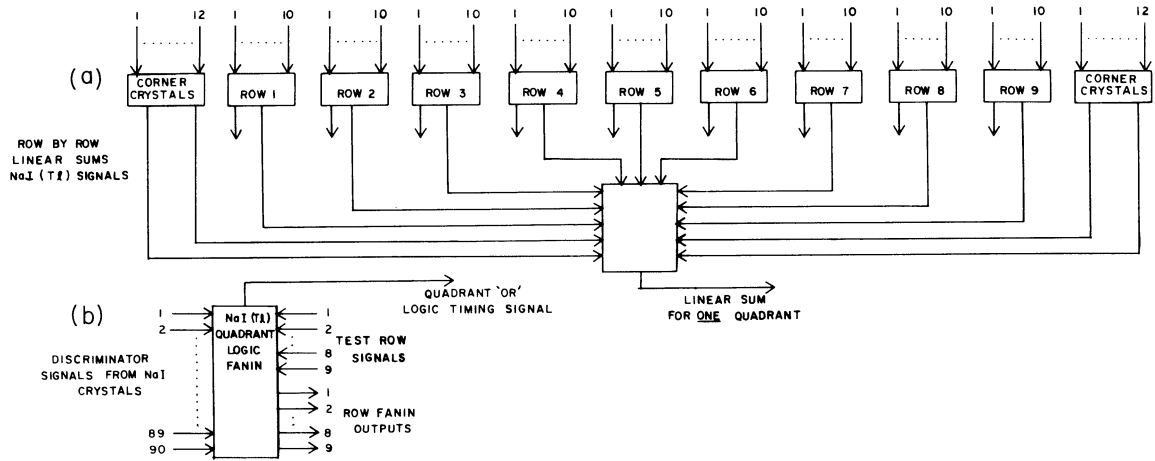 1 12 1 10 1 10 1 10 1 10 1 10 1 10 1 10 1 10 1 10 1 12
(a)
CORNER CRYSTALS
ROW 1
ROW 2
ROW 3
ROW 4
ROW 5
ROW 6
ROW 7
ROW 8
ROW 9
CORNER CRYSTALS
ROW BY ROW
LINEAR SUMS
NaI (Tl) SIGNALS
QUADRANT 'OR'
LOGIC TIMING SIGNAL
LINEAR SUM
FOR ONE QUADRANT
(b)
1
2
DISCRIMINATOR
SIGNALS FROM NaI
CRYSTALS
89
90
NaI (Tl)
QUADRANT
LOGIC
FANIN
1
2
8
9
TEST ROW
SIGNALS
1
2
8
9
ROW FANIN
OUTPUTS